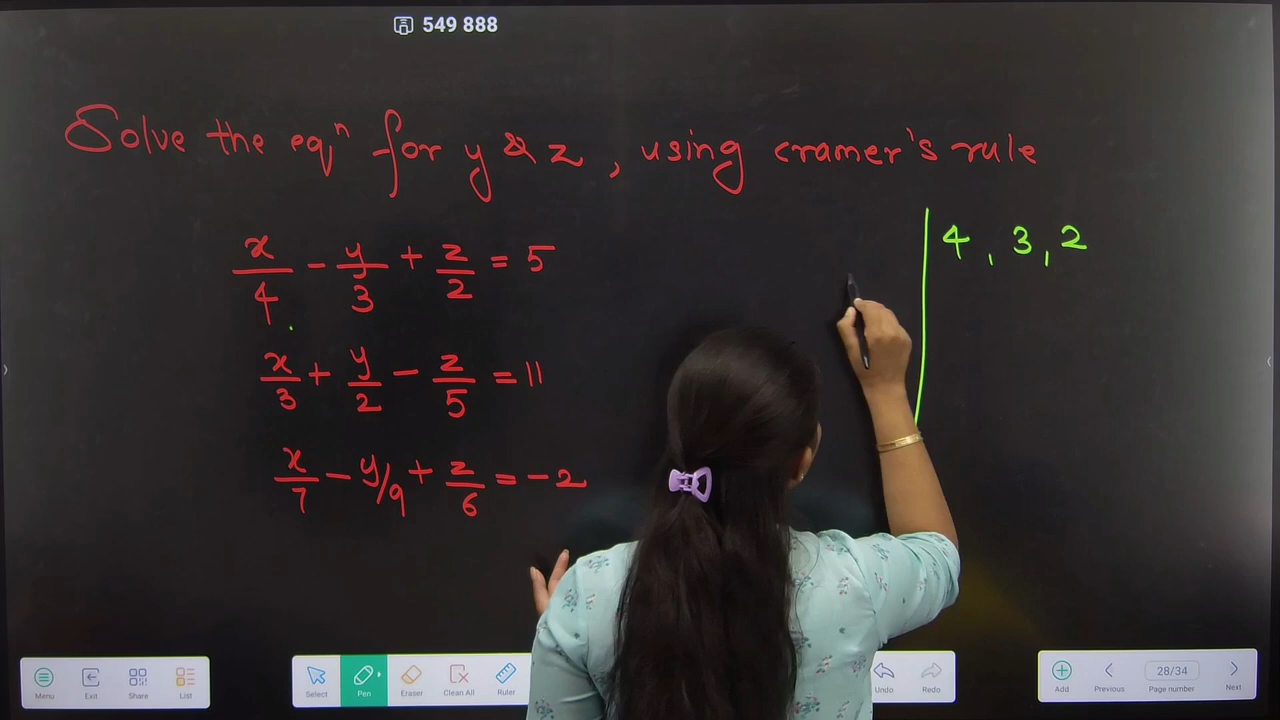 549 888
Solve the eqⁿ for y & z, using cramer's rule
x/4 - y/3 + z/2 = 5
4, 3, 2
x/3 + y/2 - z/5 = 11
x/7 - y/9 + z/6 = -2
Menu Exit Share List Select Pen Eraser Clean All Ruler Undo Redo Add Previous 28/34 Page number Next